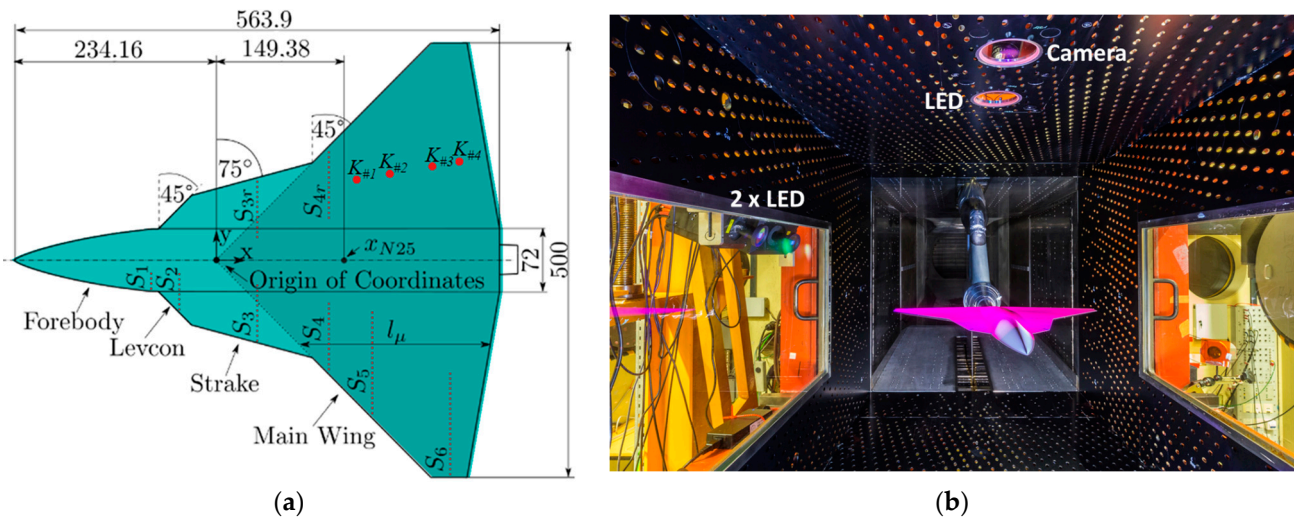 563.9
234.16
149.38
45°
75°
45°
K#1
K#2
K#3
K#4
S3r
S4r
y
x
xN25
Origin of Coordinates
72
500
S1
S2
S3
S4
S5
S6
lμ
Forebody
Levcon
Strake
Main Wing
(a)
Camera
LED
2 x LED
(b)